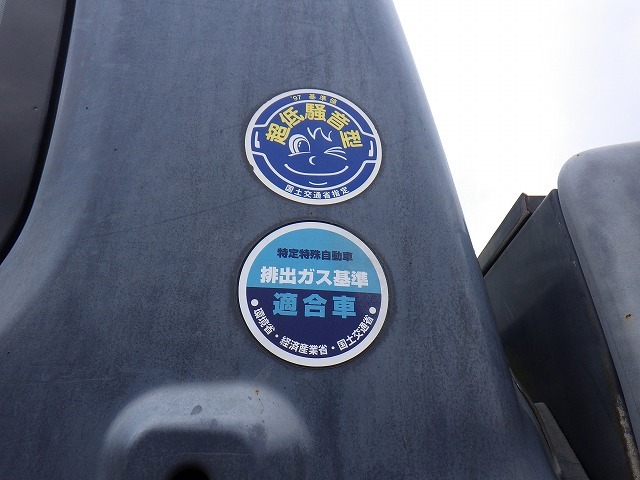 '97 基準値
超低騒音型
国土交通省指定
特定特殊自動車
排出ガス基準
適合車
●環境省・経済産業省・国土交通省●